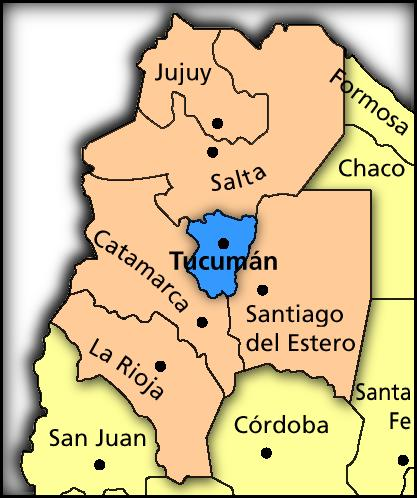 Jujuy
Formosa
Chaco
Salta
Tucumán
Catamarca
Santiago
del Estero
La Rioja
Santa
Fe
Córdoba
San Juan